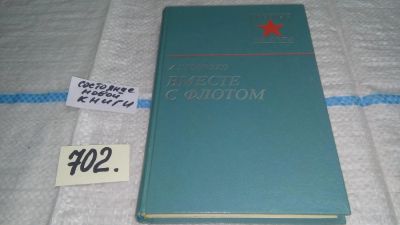 СОСТОЯНИЕ
НОВОЙ
КНИГИ
702.
ВМЕСТЕ
С ФЛОТОМ